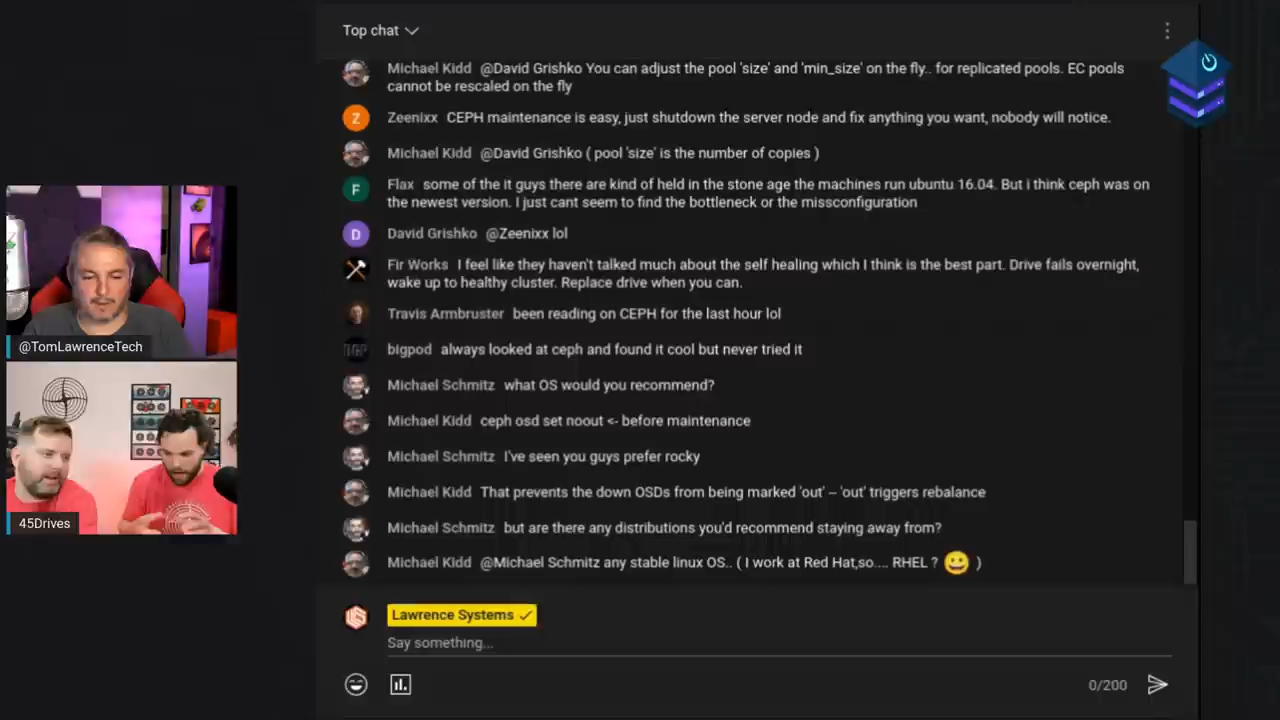 Top chat
Michael Kidd @David Grishko You can adjust the pool 'size' and 'min_size' on the fly.. for replicated pools. EC pools
cannot be rescaled on the fly
Z
Zeenixx CEPH maintenance is easy, just shutdown the server node and fix anything you want, nobody will notice.
Michael Kidd @David Grishko ( pool 'size' is the number of copies )
F
Flax some of the it guys there are kind of held in the stone age the machines run ubuntu 16.04. But i think ceph was on
the newest version. I just cant seem to find the bottleneck or the missconfiguration
D
David Grishko @Zeenixx lol
Fir Works I feel like they haven't talked much about the self healing which I think is the best part. Drive fails overnight,
wake up to healthy cluster. Replace drive when you can.
Travis Armbruster been reading on CEPH for the last hour lol
bigpod always looked at ceph and found it cool but never tried it
Michael Schmitz what OS would you recommend?
Michael Kidd ceph osd set noout <- before maintenance
Michael Schmitz I've seen you guys prefer rocky
Michael Kidd That prevents the down OSDs from being marked 'out' -- 'out' triggers rebalance
Michael Schmitz but are there any distributions you'd recommend staying away from?
Michael Kidd @Michael Schmitz any stable linux OS.. ( I work at Red Hat,so.... RHEL ? 😀 )
Lawrence Systems ✓
Say something...
0/200
@TomLawrenceTech
45Drives